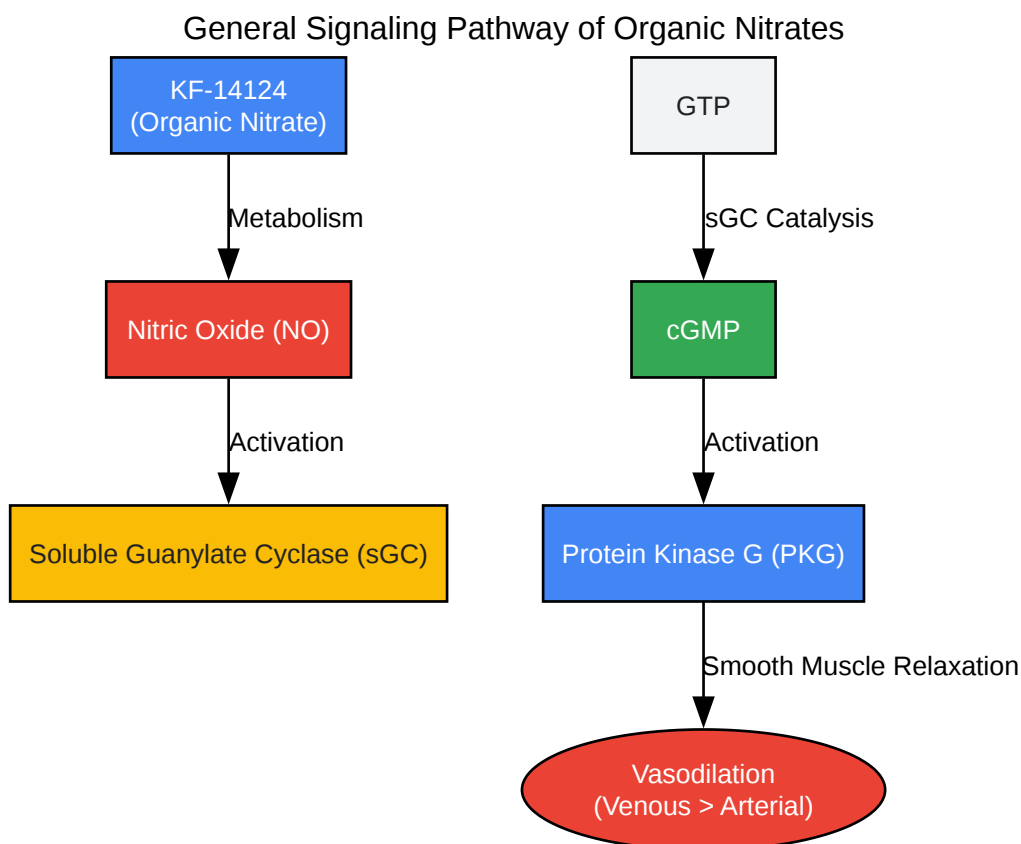 General Signaling Pathway of Organic Nitrates
KF-14124
(Organic Nitrate)
Metabolism
Nitric Oxide (NO)
Activation
Soluble Guanylate Cyclase (sGC)
GTP
sGC Catalysis
cGMP
Activation
Protein Kinase G (PKG)
Smooth Muscle Relaxation
Vasodilation
(Venous > Arterial)